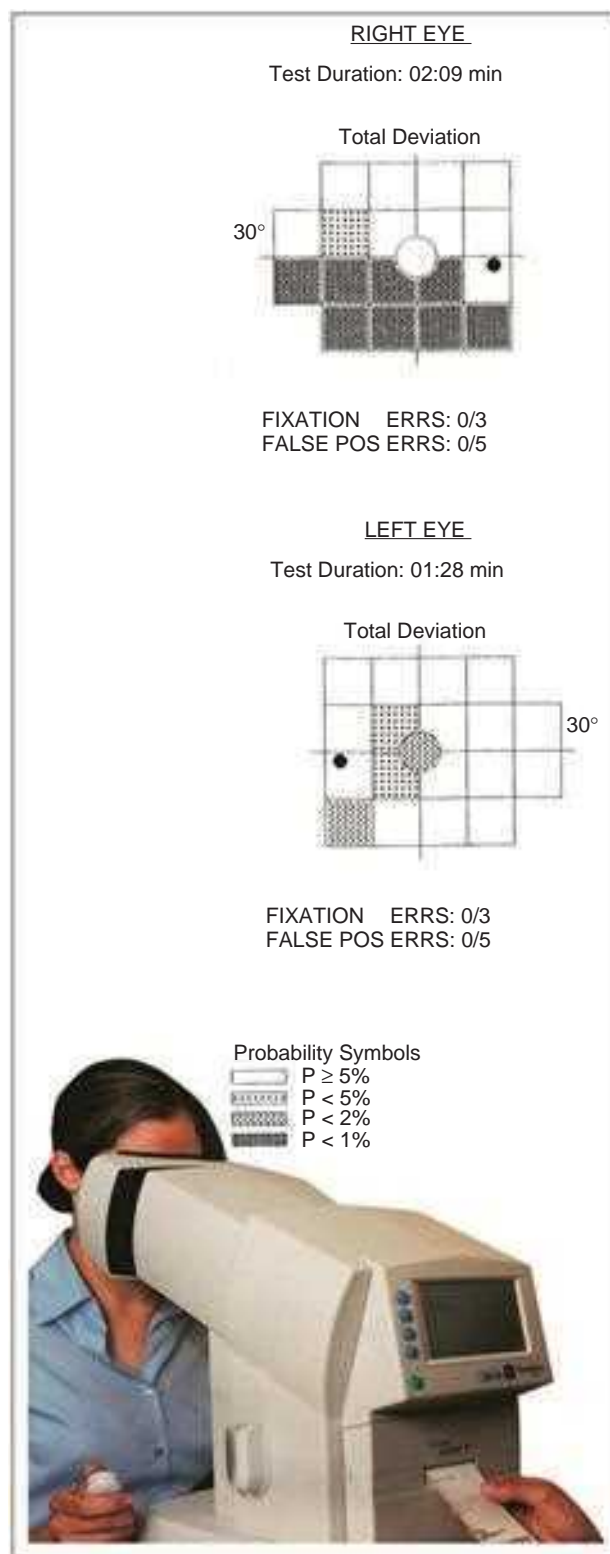 RIGHT EYE
Test Duration: 02:09 min
Total Deviation
30°
FIXATION ERRS: 0/3
FALSE POS ERRS: 0/5
LEFT EYE
Test Duration: 01:28 min
Total Deviation
30°
FIXATION ERRS: 0/3
FALSE POS ERRS: 0/5
Probability Symbols
P ≥ 5%
P < 5%
P < 2%
P < 1%